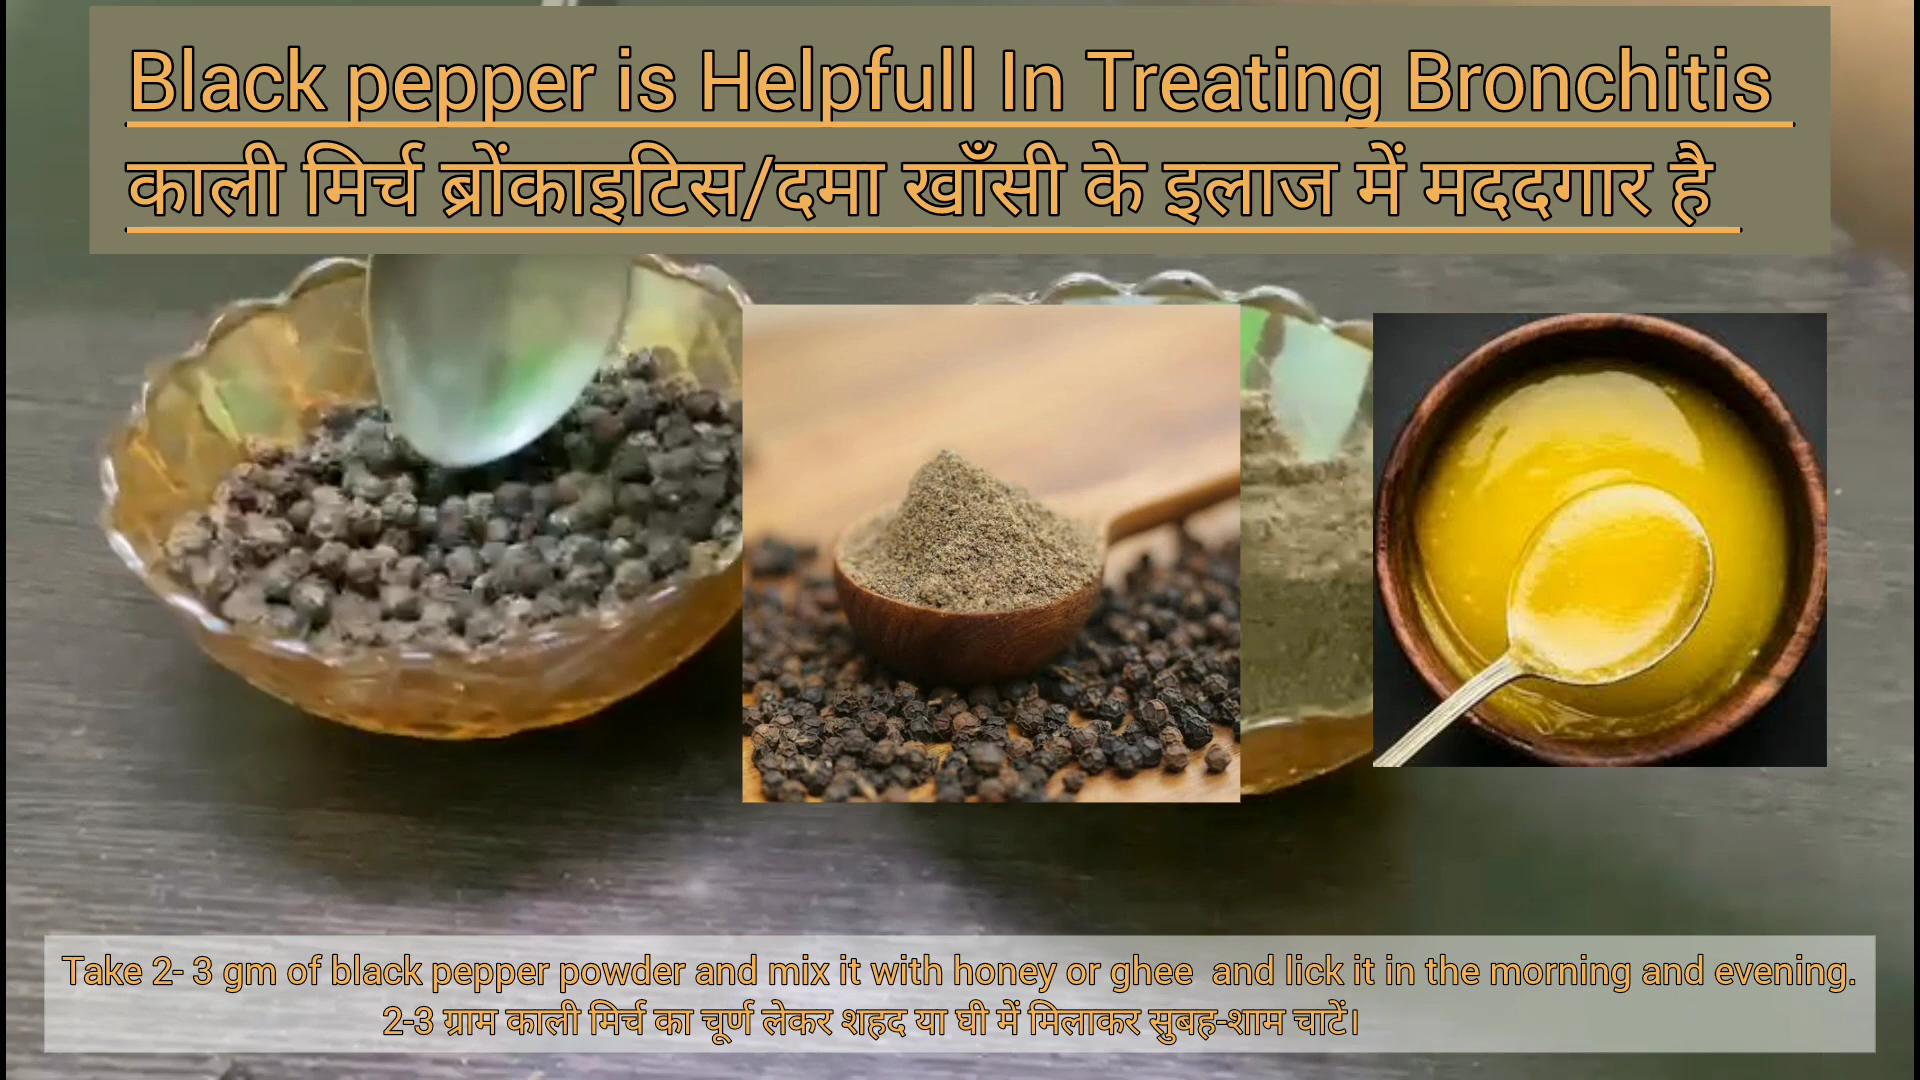 Black pepper is Helpfull In Treating Bronchitis
काली मिर्च ब्रोंकाइटिस/दमा खाँसी के इलाज में मददगार है
Take 2- 3 gm of black pepper powder and mix it with honey or ghee  and lick it in the morning and evening.
2-3 ग्राम काली मिर्च का चूर्ण लेकर शहद या घी में मिलाकर सुबह-शाम चाटें।